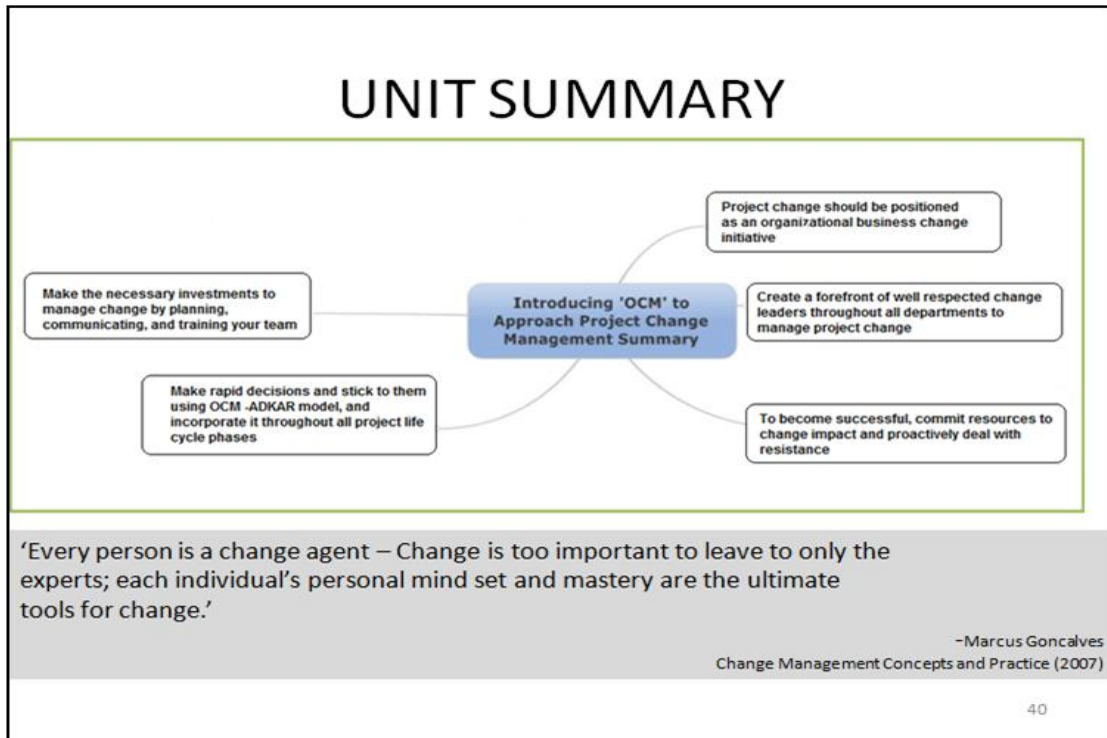 UNIT SUMMARY
Project change should be positioned
as an organizational business change
initiative
Make the necessary investments to
manage change by planning,
communicating, and training your team
Introducing 'OCM' to
Approach Project Change
Management Summary
Create a forefront of well respected change
leaders throughout all departments to
manage project change
Make rapid decisions and stick to them
using OCM -ADKAR model, and
incorporate it throughout all project life
cycle phases
To become successful, commit resources to
change impact and proactively deal with
resistance
‘Every person is a change agent – Change is too important to leave to only the
experts; each individual’s personal mind set and mastery are the ultimate
tools for change.’
–Marcus Goncalves
Change Management Concepts and Practice (2007)
40